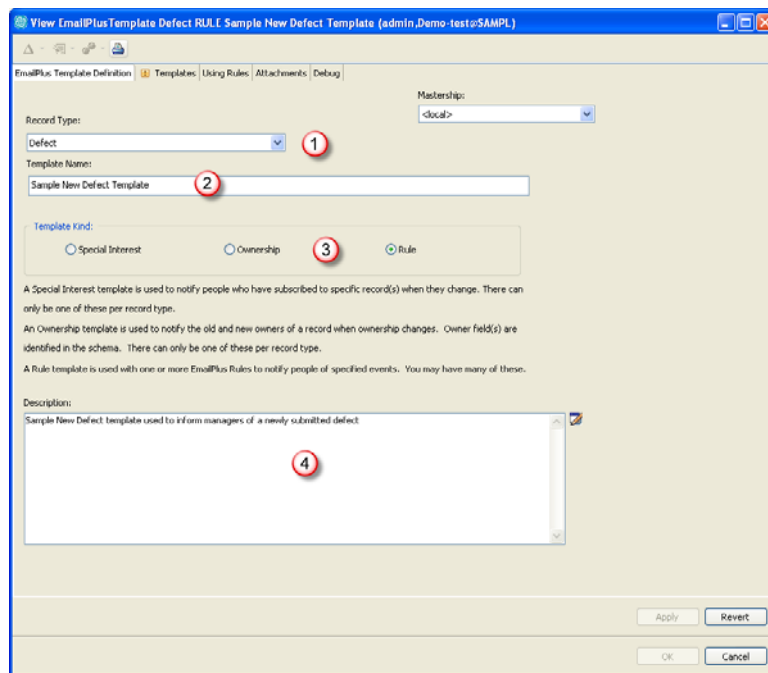 View EmailPlusTemplate Defect RULE Sample New Defect Template (admin,Demo-test@SAMPL)
EmailPlus Template Definition Templates Using Rules Attachments Debug
Mastership:
<local>
Record Type:
Defect
1
Template Name:
Sample New Defect Template
2
Template Kind:
Special Interest Ownership 3 Rule
A Special Interest template is used to notify people who have subscribed to specific record(s) when they change. There can
only be one of these per record type.
An Ownership template is used to notify the old and new owners of a record when ownership changes. Owner field(s) are
identified in the schema. There can only be one of these per record type.
A Rule template is used with one or more EmailPlus Rules to notify people of specified events. You may have many of these.
Description:
Sample New Defect template used to inform managers of a newly submitted defect
4
Apply Revert
OK Cancel